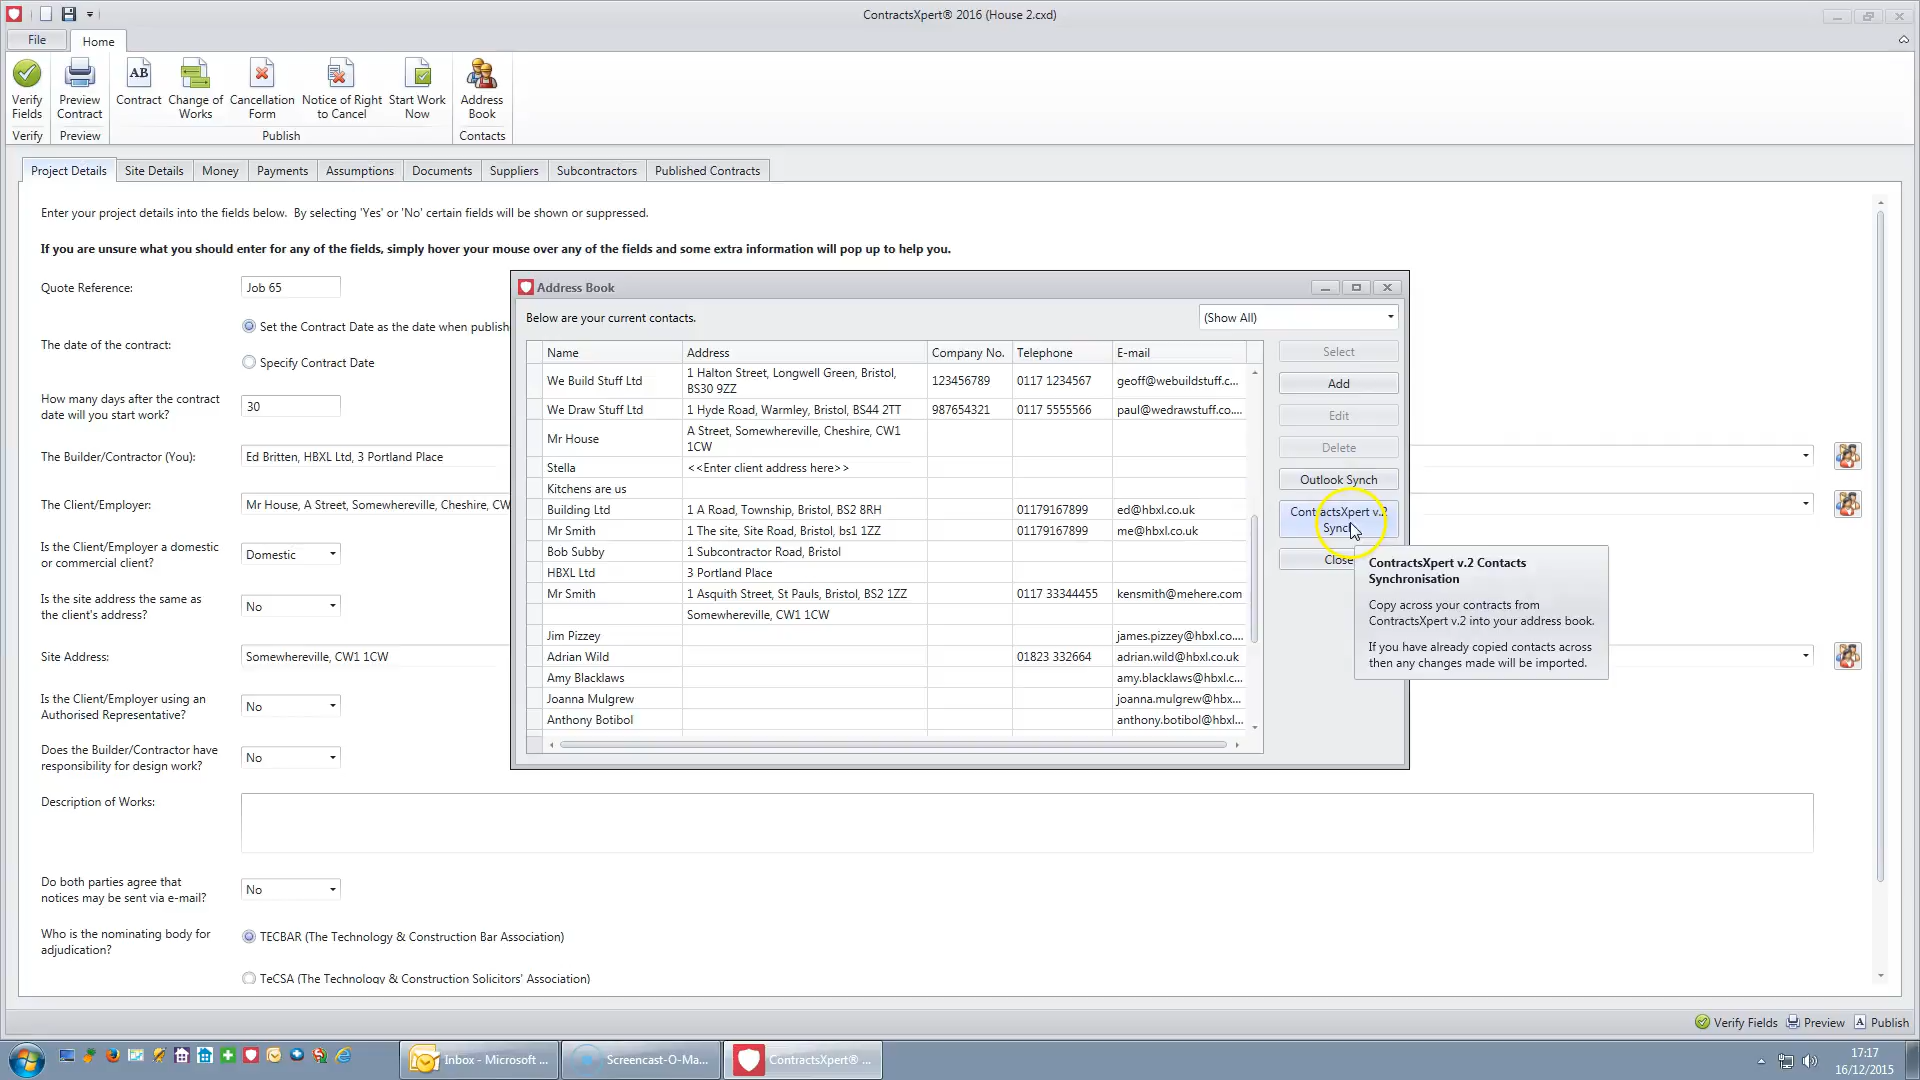 ContractsXpert® 2016 (House 2.cxd)
File
Home
Verify Fields
Preview Contract
Contract
Change of Works
Cancellation Form
Notice of Right to Cancel
Start Work Now
Address Book
Verify
Preview
Publish
Contacts
Project Details
Site Details
Money
Payments
Assumptions
Documents
Suppliers
Subcontractors
Published Contracts
Enter your project details into the fields below. By selecting 'Yes' or 'No' certain fields will be shown or suppressed.
If you are unsure what you should enter for any of the fields, simply hover your mouse over any of the fields and some extra information will pop up to help you.
Quote Reference:
Job 65
The date of the contract:
Set the Contract Date as the date when publish
Specify Contract Date
How many days after the contract
date will you start work?
30
The Builder/Contractor (You):
Ed Britten, HBXL Ltd, 3 Portland Place
The Client/Employer:
Mr House, A Street, Somewhereville, Cheshire, CW
Is the Client/Employer a domestic
or commercial client?
Domestic
Is the site address the same as
the client's address?
No
Site Address:
Somewhereville, CW1 1CW
Is the Client/Employer using an
Authorised Representative?
No
Does the Builder/Contractor have
responsibility for design work?
No
Description of Works:
Do both parties agree that
notices may be sent via e-mail?
No
Who is the nominating body for
adjudication?
TECBAR (The Technology & Construction Bar Association)
TeCSA (The Technology & Construction Solicitors' Association)
Address Book
Below are your current contacts.
(Show All)
Name Address Company No. Telephone E-mail
We Build Stuff Ltd 1 Halton Street, Longwell Green, Bristol, 123456789 0117 1234567 geoff@webuildstuff.c...
BS30 9ZZ
We Draw Stuff Ltd 1 Hyde Road, Warmley, Bristol, BS44 2TT 987654321 0117 5555566 paul@wedrawstuff.co....
Mr House A Street, Somewhereville, Cheshire, CW1
1CW
Stella <<Enter client address here>>
Kitchens are us
Building Ltd 1 A Road, Township, Bristol, BS2 8RH 01179167899 ed@hbxl.co.uk
Mr Smith 1 The site, Site Road, Bristol, bs1 1ZZ 01179167899 me@hbxl.co.uk
Bob Subby 1 Subcontractor Road, Bristol
HBXL Ltd 3 Portland Place
Mr Smith 1 Asquith Street, St Pauls, Bristol, BS2 1ZZ 0117 33344455 kensmith@mehere.com
Somewhereville, CW1 1CW
Jim Pizzey james.pizzey@hbxl.co....
Adrian Wild 01823 332664 adrian.wild@hbxl.co.uk
Amy Blacklaws amy.blacklaws@hbxl.c...
Joanna Mulgrew joanna.mulgrew@hbx...
Anthony Botibol anthony.botibol@hbxl...
Select
Add
Edit
Delete
Outlook Synch
ContractsXpert v.2
Synch
Close
ContractsXpert v.2 Contacts
Synchronisation
Copy across your contracts from
ContractsXpert v.2 into your address book.
If you have already copied contacts across
then any changes made will be imported.
Verify Fields
Preview
Publish
Inbox - Microsoft ...
Screencast-O-Ma...
ContractsXpert® ...
17:17
16/12/2015